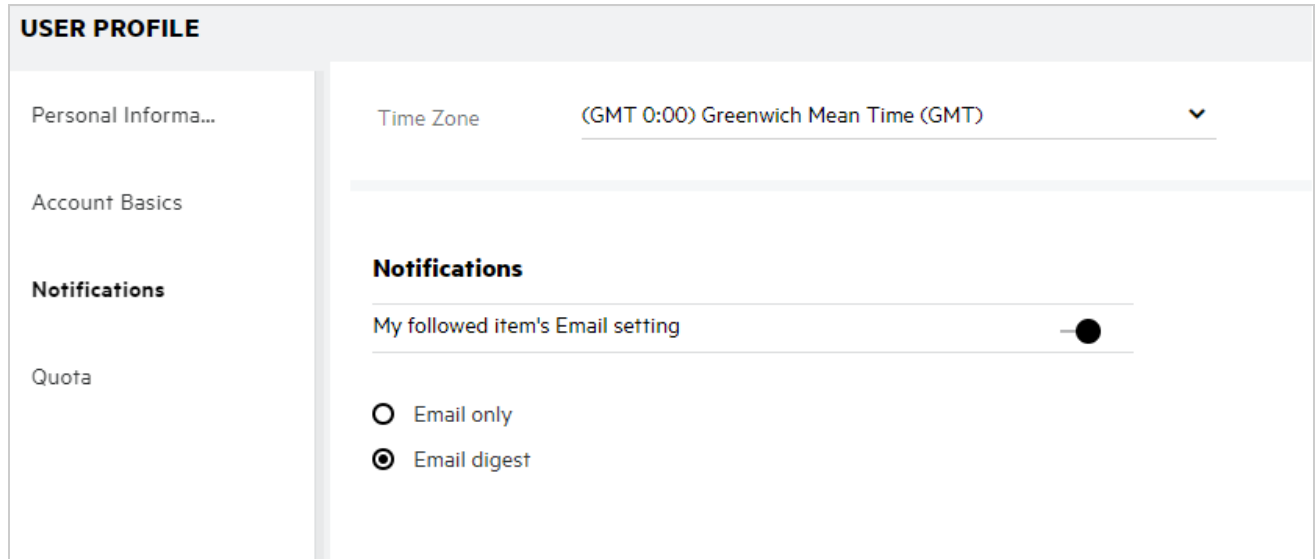 USER PROFILE
Personal Informa...
Account Basics
Notifications
Quota
Time Zone (GMT 0:00) Greenwich Mean Time (GMT)
Notifications
My followed item's Email setting
Email only
Email digest